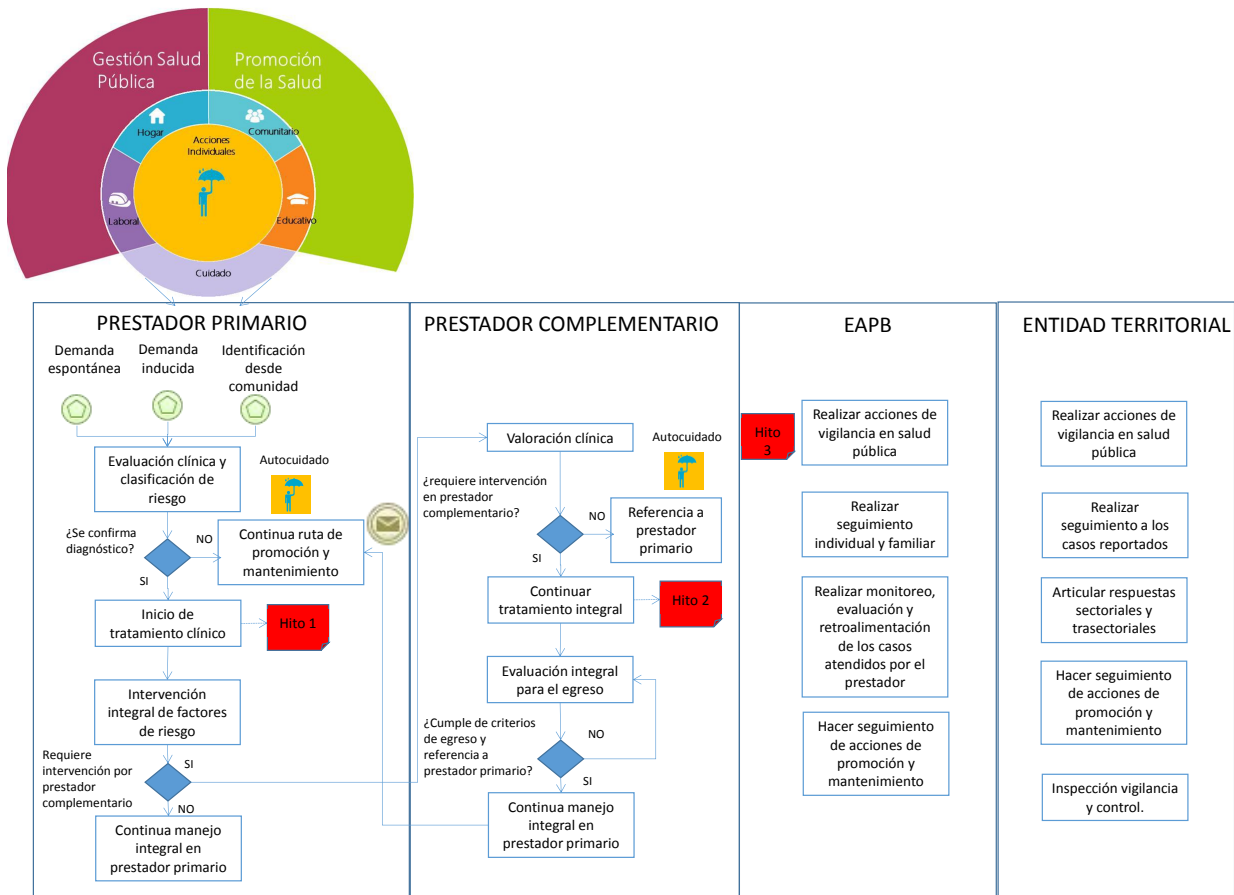 Gestión Salud
Pública
Promoción
de la Salud
Hogar
Comunitario
Acciones
Individuales
Laboral
Educativo
Cuidado
PRESTADOR PRIMARIO
Demanda
espontánea
Demanda
inducida
Identificación
desde
comunidad
Evaluación clínica y
clasificación de
riesgo
Autocuidado
¿Se confirma
diagnóstico?
NO
Continua ruta de
promoción y
mantenimiento
SI
Inicio de
tratamiento clínico
Hito 1
Intervención
integral de factores
de riesgo
Requiere
intervención por
prestador
complementario
SI
NO
Continua manejo
integral en
prestador primario
PRESTADOR COMPLEMENTARIO
Valoración clínica
Autocuidado
¿requiere intervención
en prestador
complementario?
NO
Referencia a
prestador
primario
SI
Continuar
tratamiento integral
Hito 2
Evaluación integral
para el egreso
¿Cumple de criterios
de egreso y
referencia a
prestador primario?
NO
SI
Continua manejo
integral en
prestador primario
EAPB
Hito
3
Realizar acciones de
vigilancia en salud
pública
Realizar
seguimiento
individual y familiar
Realizar monitoreo,
evaluación y
retroalimentación
de los casos
atendidos por el
prestador
Hacer seguimiento
de acciones de
promoción y
mantenimiento
ENTIDAD TERRITORIAL
Realizar acciones de
vigilancia en salud
pública
Realizar
seguimiento a los
casos reportados
Articular respuestas
sectoriales y
trasectoriales
Hacer seguimiento
de acciones de
promoción y
mantenimiento
Inspección vigilancia
y control.